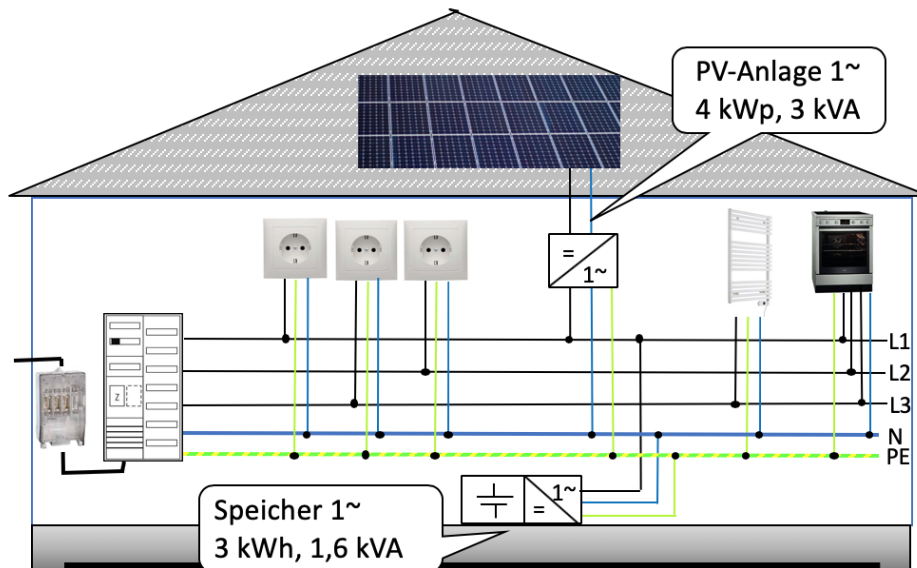 PV-Anlage 1~
4 kWp, 3 kVA
=
1~
L1
L2
L3
N
PE
Z
1~
=
Speicher 1~
3 kWh, 1,6 kVA